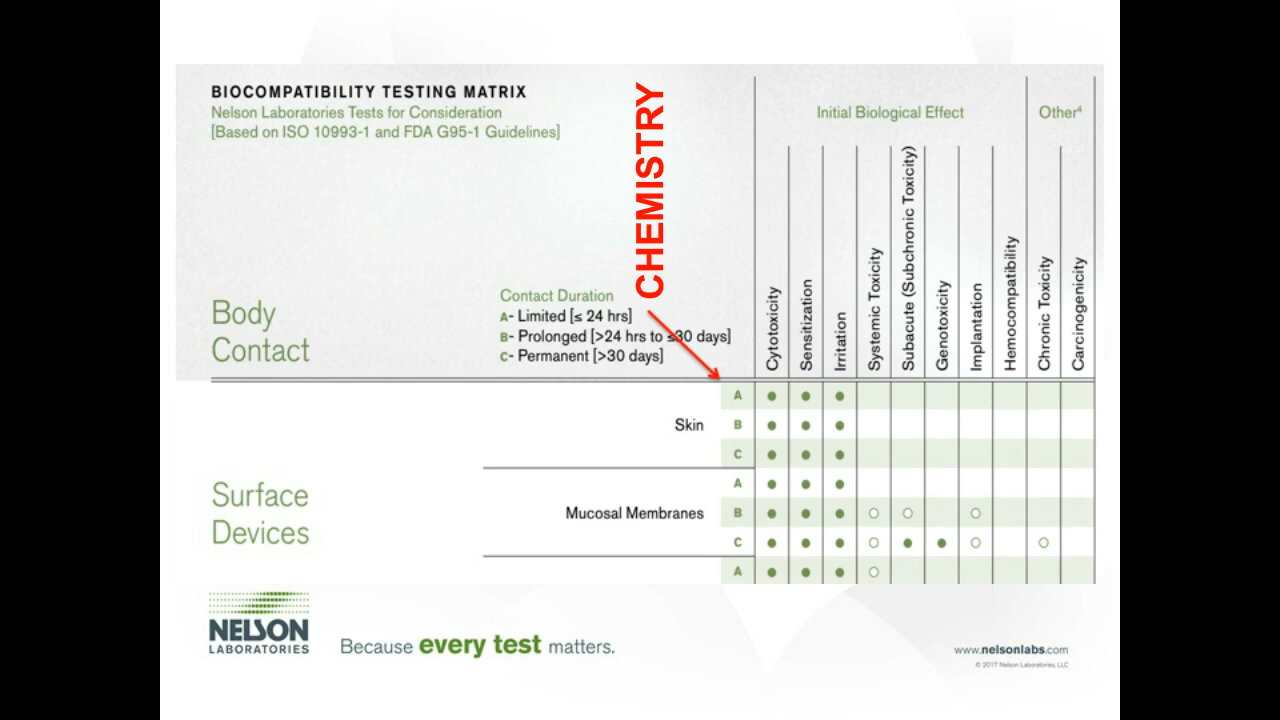 BIOCOMPATIBILITY TESTING MATRIX
Nelson Laboratories Tests for Consideration
[Based on ISO 10993-1 and FDA G95-1 Guidelines]
CHEMISTRY
Initial Biological Effect
Other⁴
Body
Contact
Contact Duration
A- Limited [≤ 24 hrs]
B- Prolonged [>24 hrs to ≤30 days]
C- Permanent [>30 days]
Cytotoxicity
Sensitization
Irritation
Systemic Toxicity
Subacute (Subchronic Toxicity)
Genotoxicity
Implantation
Hemocompatibility
Chronic Toxicity
Carcinogenicity
Surface
Devices
Skin
A
B
C
Mucosal Membranes
A
B
C
A
NELSON
LABORATORIES
Because every test matters.
www.nelsonlabs.com
© 2017 Nelson Laboratories, LLC